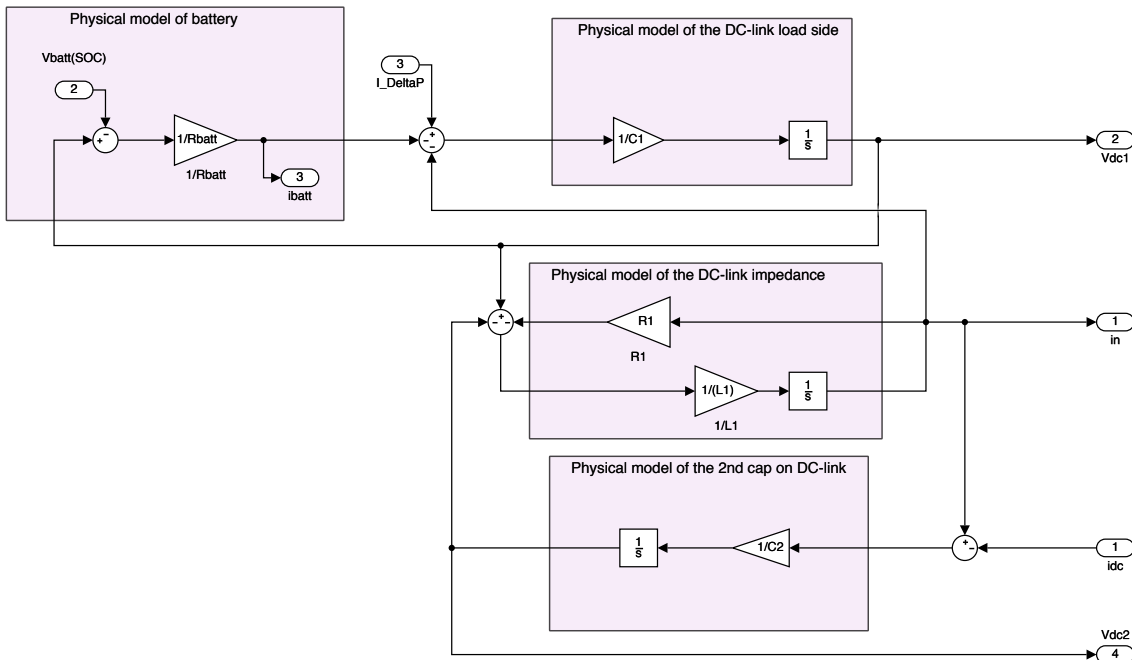 Physical model of battery
Vbatt(SOC)
2
+ −
1/Rbatt
1/Rbatt
3
ibatt
3
I_DeltaP
+
−
−
Physical model of the DC-link load side
1/C1
1
s
2
Vdc1
Physical model of the DC-link impedance
+
− −
R1
R1
1
in
1/(L1)
1
s
1/L1
Physical model of the 2nd cap on DC-link
1
s
1/C2
+
−
1
idc
Vdc2
4